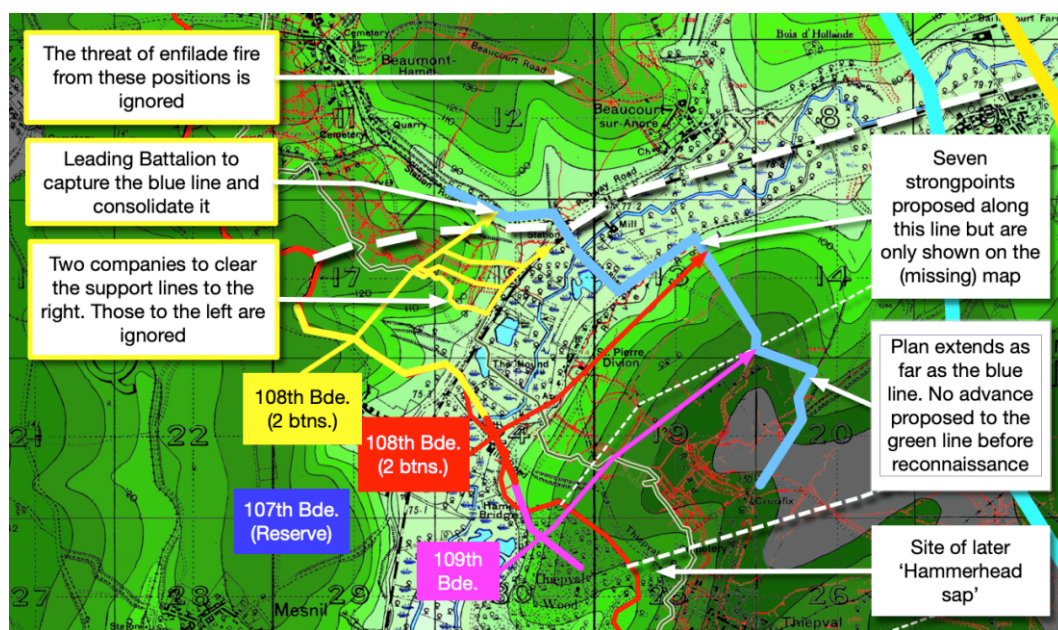 The threat of enfilade fire
from these positions is
ignored
Leading Battalion to
capture the blue line and
consolidate it
Two companies to clear
the support lines to the
right. Those to the left are
ignored
108th Bde.
(2 btns.)
108th Bde.
(2 btns.)
107th Bde.
(Reserve)
109th
Bde.
Seven
strongpoints
proposed along
this line but are
only shown on the
(missing) map
Plan extends as
far as the blue
line. No advance
proposed to the
green line before
reconnaissance
Site of later
‘Hammerhead
sap’
Cemetery
Beaumont-
Hamel
Beaucourt Road
Bois d' Hollande
Beaucourt
sur-Ancre
Quarry
Cemetery
Station
Mill
The Mound
St. Pierre
Divion
Crucifix
Thiepval
Cemetery
Thiepval
Wood
Thiepval
Mesnil
11
12
8
17
13
14
21
22
19
20
27
28
29
30
25
26